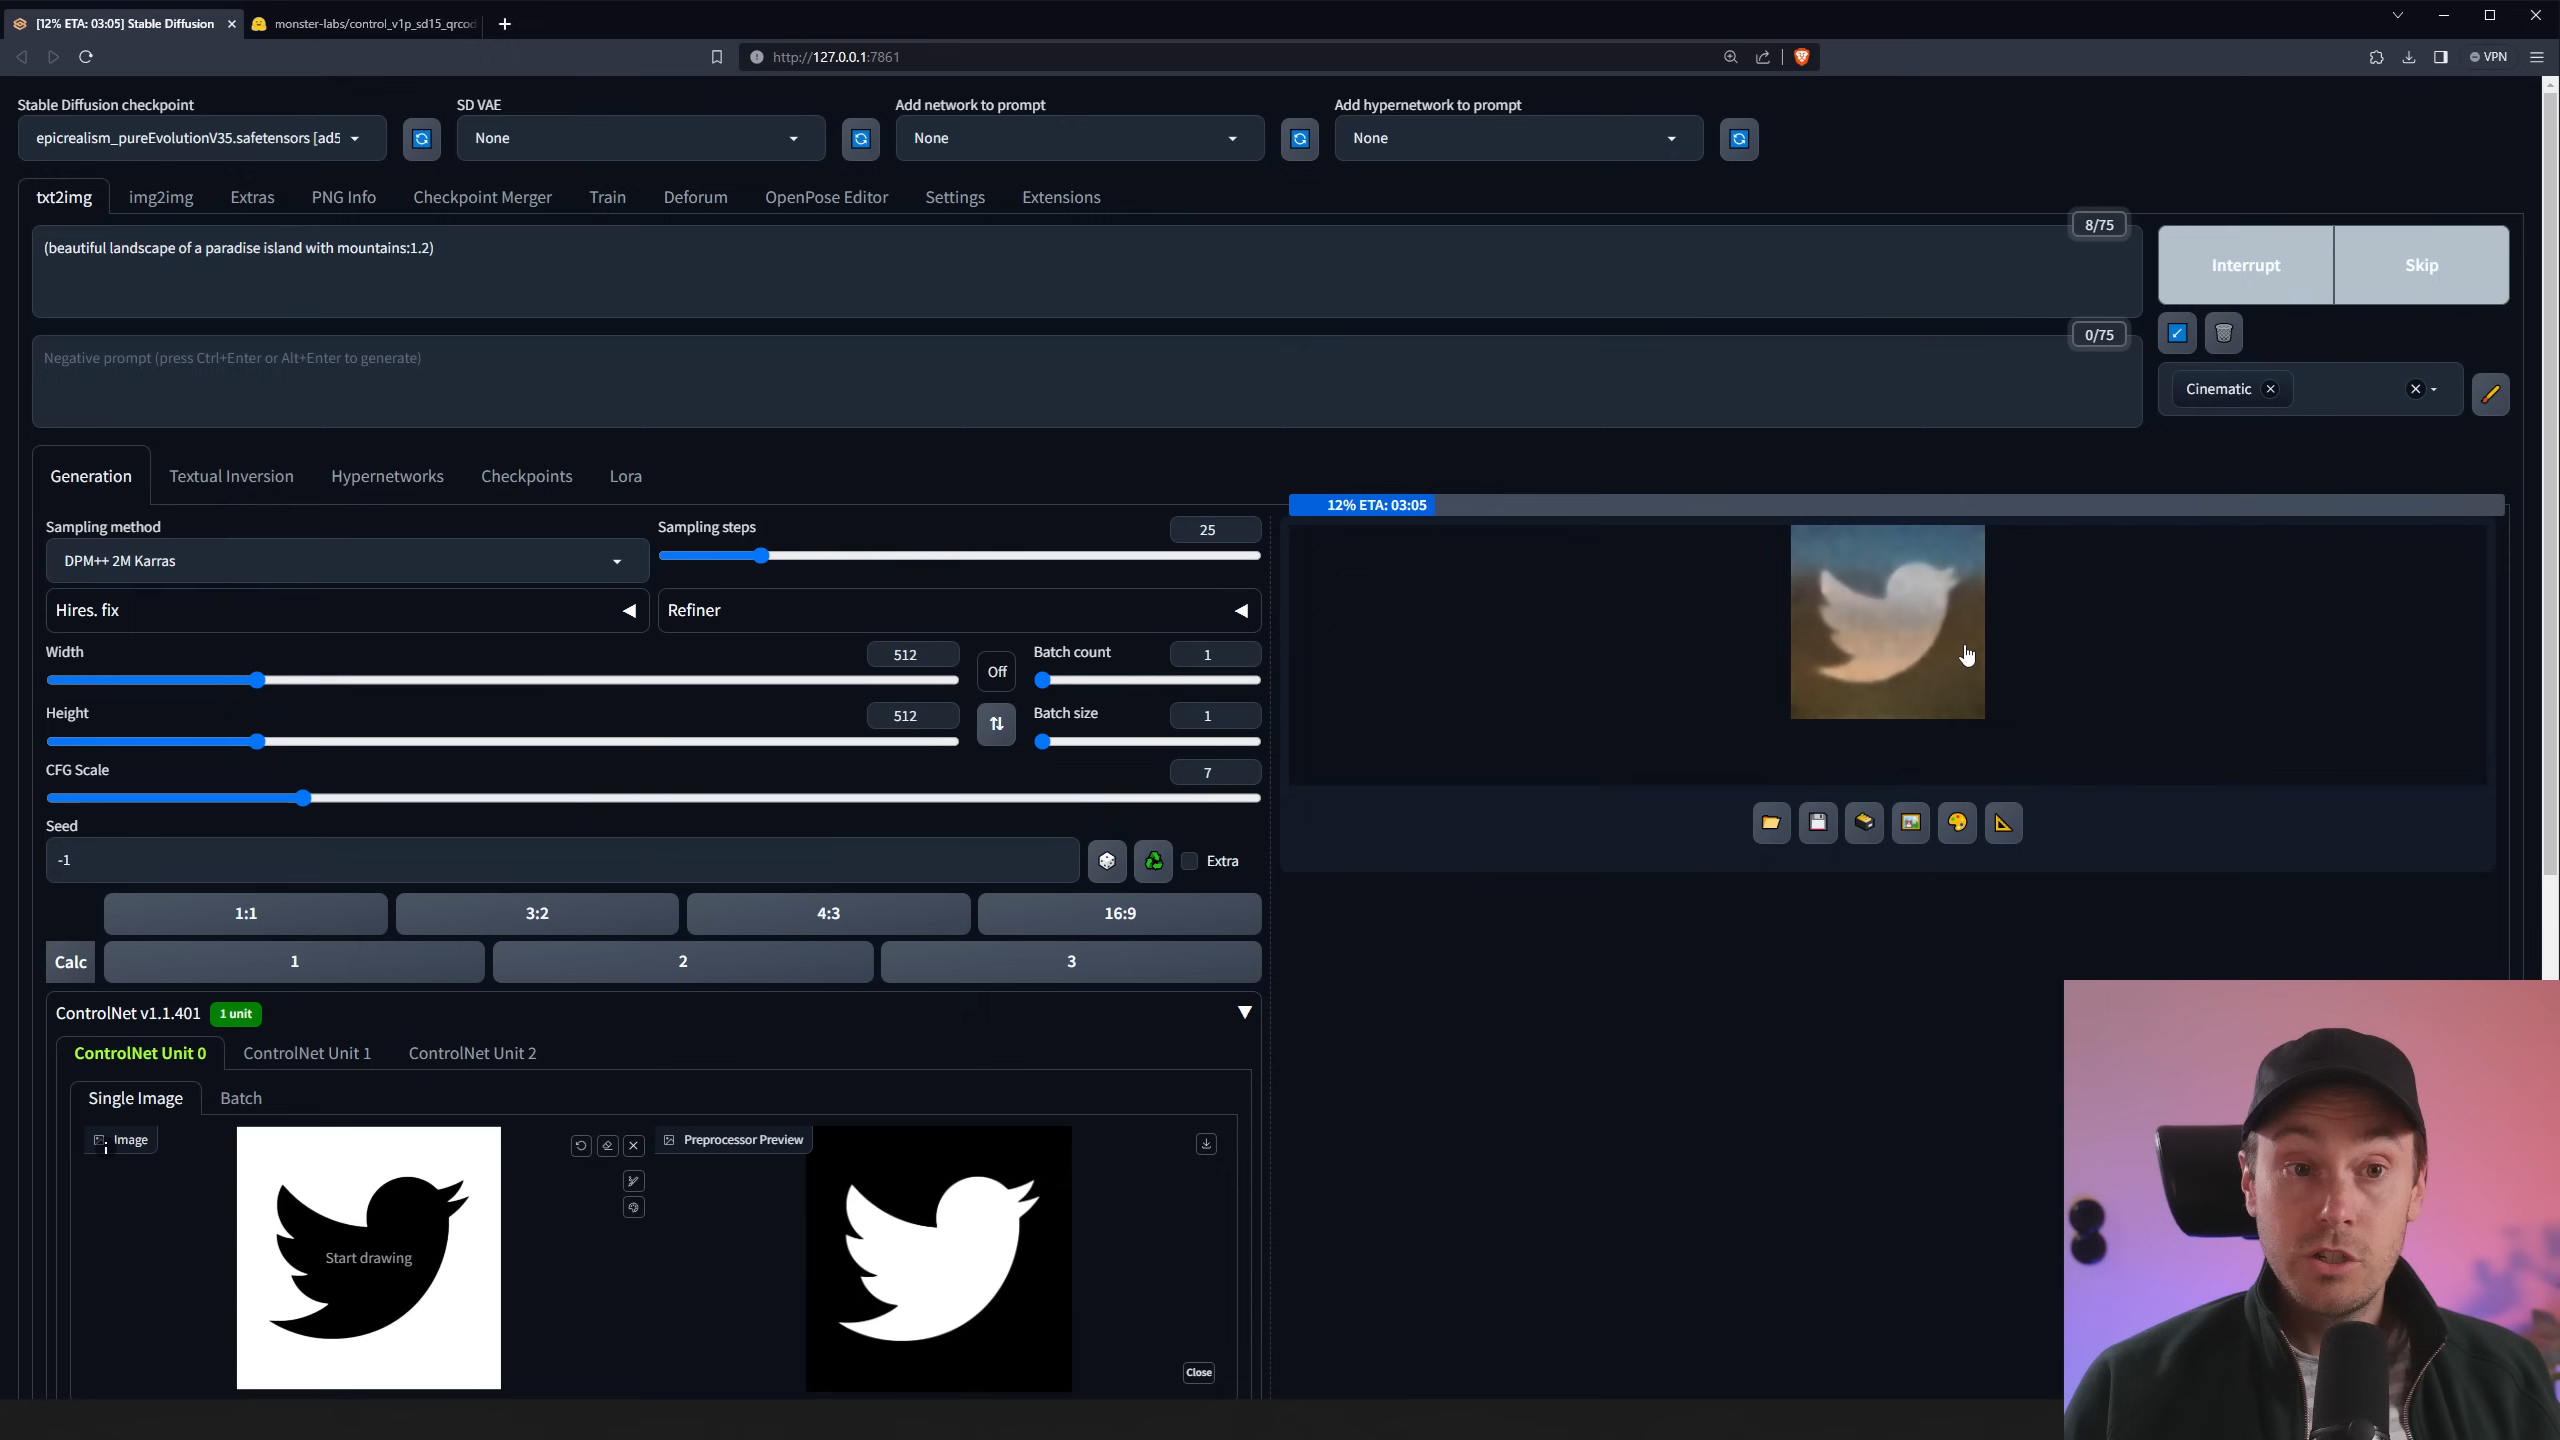 [12% ETA: 03:05] Stable Diffusion
monster-labs/control_v1p_sd15_qrcod
http://127.0.0.1:7861
VPN
Stable Diffusion checkpoint
SD VAE
Add network to prompt
Add hypernetwork to prompt
epicrealism_pureEvolutionV35.safetensors [ad5
None
None
None
txt2img
img2img
Extras
PNG Info
Checkpoint Merger
Train
Deforum
OpenPose Editor
Settings
Extensions
8/75
(beautiful landscape of a paradise island with mountains:1.2)
Interrupt
Skip
0/75
Negative prompt (press Ctrl+Enter or Alt+Enter to generate)
Cinematic
Generation
Textual Inversion
Hypernetworks
Checkpoints
Lora
12% ETA: 03:05
Sampling method
Sampling steps
25
DPM++ 2M Karras
Hires. fix
Refiner
Width
512
Off
Batch count
1
Height
512
Batch size
1
CFG Scale
7
Seed
-1
Extra
1:1
3:2
4:3
16:9
Calc
1
2
3
ControlNet v1.1.401
1 unit
ControlNet Unit 0
ControlNet Unit 1
ControlNet Unit 2
Single Image
Batch
Image
Preprocessor Preview
Start drawing
Close